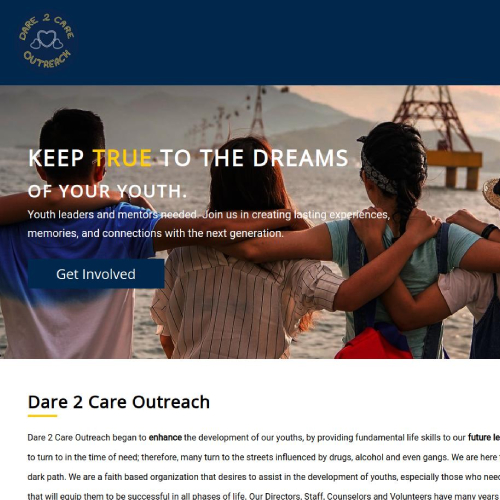 DARE 2 CARE
OUTREACH
KEEP TRUE TO THE DREAMS
OF YOUR YOUTH.
Youth leaders and mentors needed. Join us in creating lasting experiences,
memories, and connections with the next generation.
Get Involved
Dare 2 Care Outreach
Dare 2 Care Outreach began to enhance the development of our youths, by providing fundamental life skills to our future le
to turn to in the time of need; therefore, many turn to the streets influenced by drugs, alcohol and even gangs. We are here
dark path. We are a faith based organization that desires to assist in the development of youths, especially those who nee
that will equip them to be successful in all phases of life. Our Directors, Staff, Counselors and Volunteers have many years